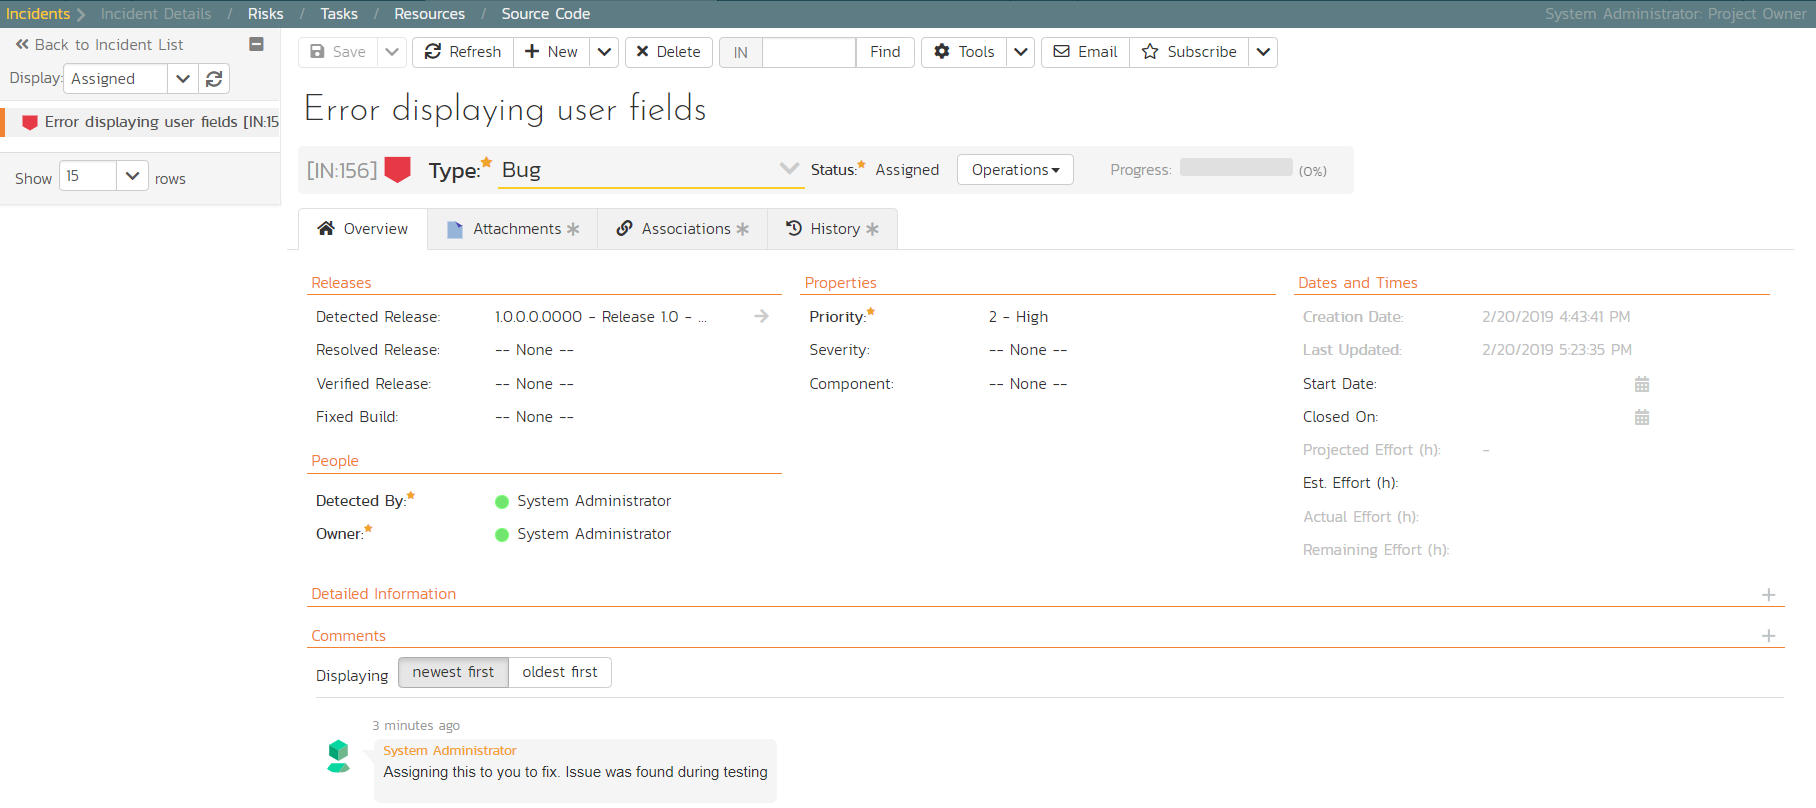 Incidents Incident Details / Risks / Tasks / Resources / Source Code System Administrator: Project Owner
Back to Incident List
Display: Assigned
Error displaying user fields [IN:15
Show 15 rows
Save Refresh New Delete IN Find Tools Email Subscribe
Error displaying user fields
[IN:156] Type: Bug Status: Assigned Operations Progress: (0%)
Overview Attachments Associations History
Releases
Detected Release: 1.0.0.0.0000 - Release 1.0 - ...
Resolved Release: -- None --
Verified Release: -- None --
Fixed Build: -- None --
People
Detected By: System Administrator
Owner: System Administrator
Properties
Priority: 2 - High
Severity: -- None --
Component: -- None --
Dates and Times
Creation Date: 2/20/2019 4:43:41 PM
Last Updated: 2/20/2019 5:23:35 PM
Start Date:
Closed On:
Projected Effort (h): -
Est. Effort (h):
Actual Effort (h):
Remaining Effort (h):
Detailed Information
Comments
Displaying newest first oldest first
3 minutes ago
System Administrator
Assigning this to you to fix. Issue was found during testing